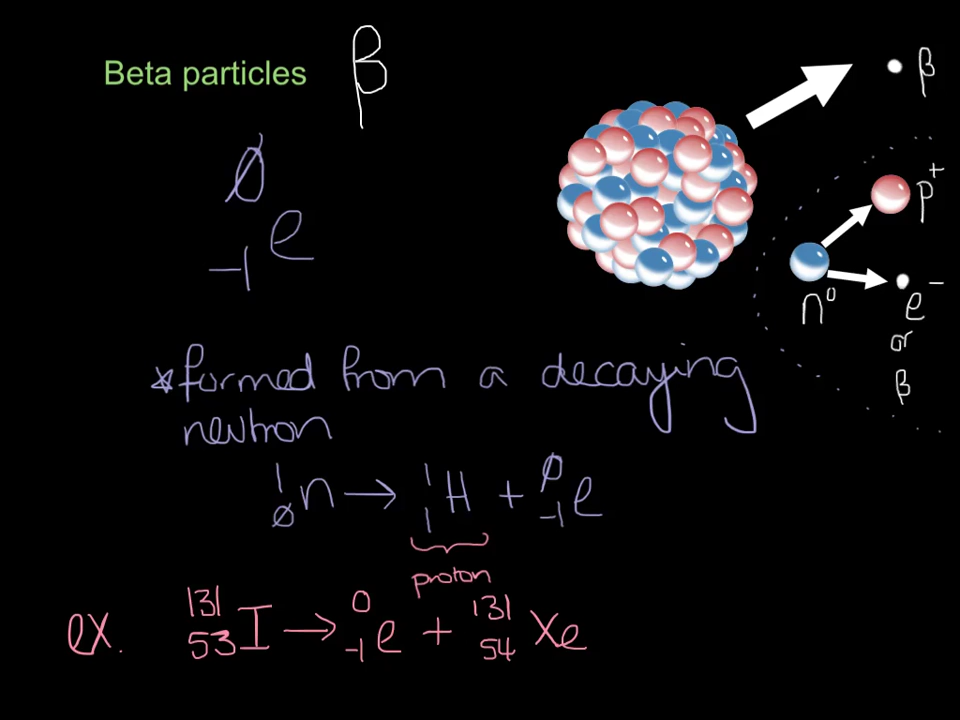 Beta particles β
β
0
-1 e
p+
n0
e-
or
β
*formed from a decaying
neutron
1 0 n → 1 1 H + 0 -1 e
proton
ex. 131 53 I → 0 -1 e + 131 54 Xe